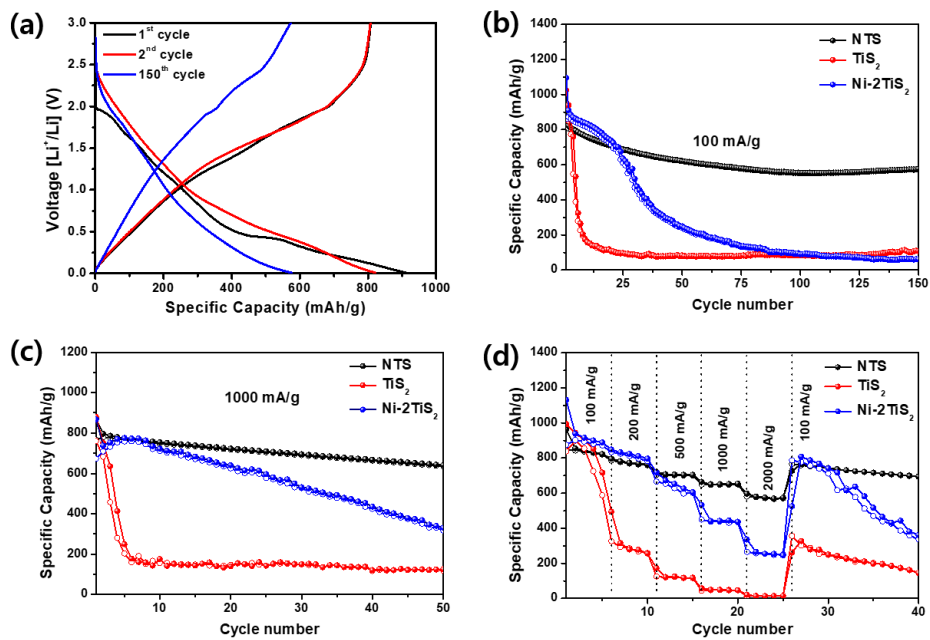 (a)
1st cycle
2nd cycle
150th cycle
Voltage [Li+/Li] (V)
3.0
2.5
2.0
1.5
1.0
0.5
0.0
0 200 400 600 800 1000
Specific Capacity (mAh/g)
(b)
NTS
TiS2
Ni-2TiS2
100 mA/g
Specific Capacity (mAh/g)
1400
1200
1000
800
600
400
200
0
25 50 75 100 125 150
Cycle number
(c)
NTS
TiS2
Ni-2TiS2
1000 mA/g
Specific Capacity (mAh/g)
1200
1000
800
600
400
200
0
10 20 30 40 50
Cycle number
(d)
NTS
TiS2
Ni-2TiS2
100 mA/g
200 mA/g
500 mA/g
1000 mA/g
2000 mA/g
100 mA/g
Specific Capacity (mAh/g)
1400
1200
1000
800
600
400
200
0
10 20 30 40
Cycle number